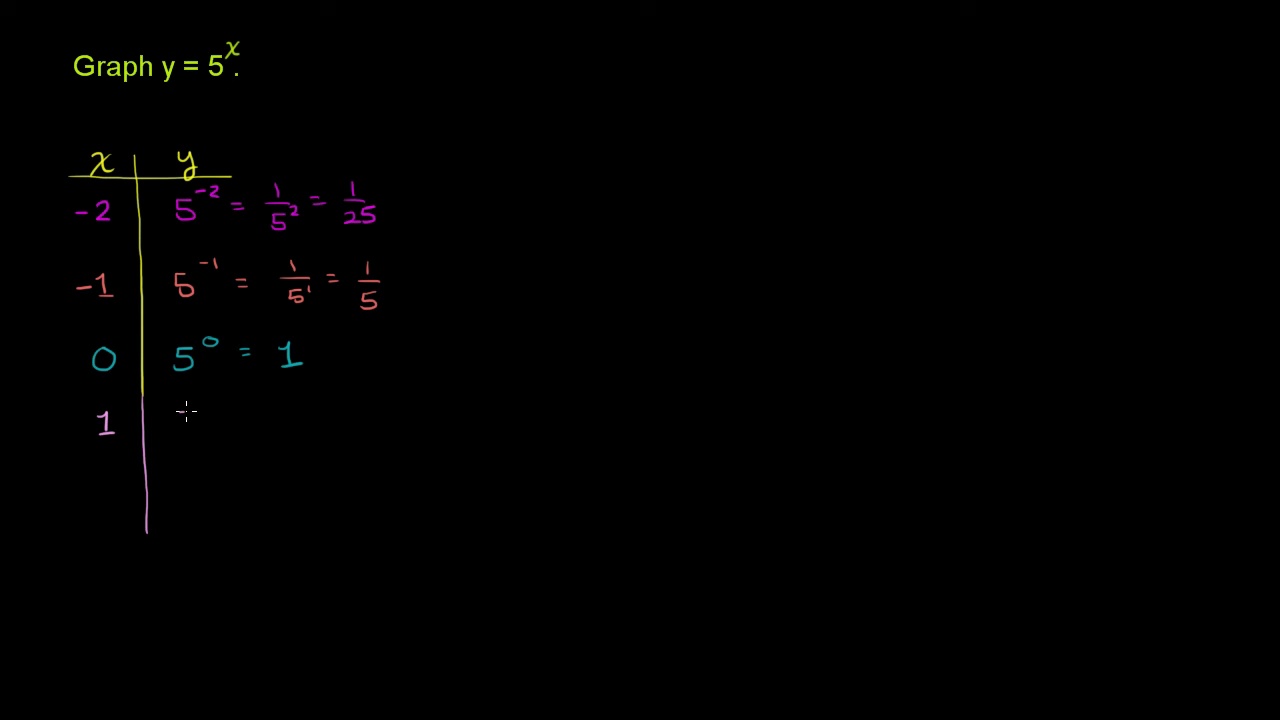 Graph y = 5^x.
x y
-2 5^-2 = 1/5^2 = 1/25
-1 5^-1 = 1/5^1 = 1/5
0 5^0 = 1
1